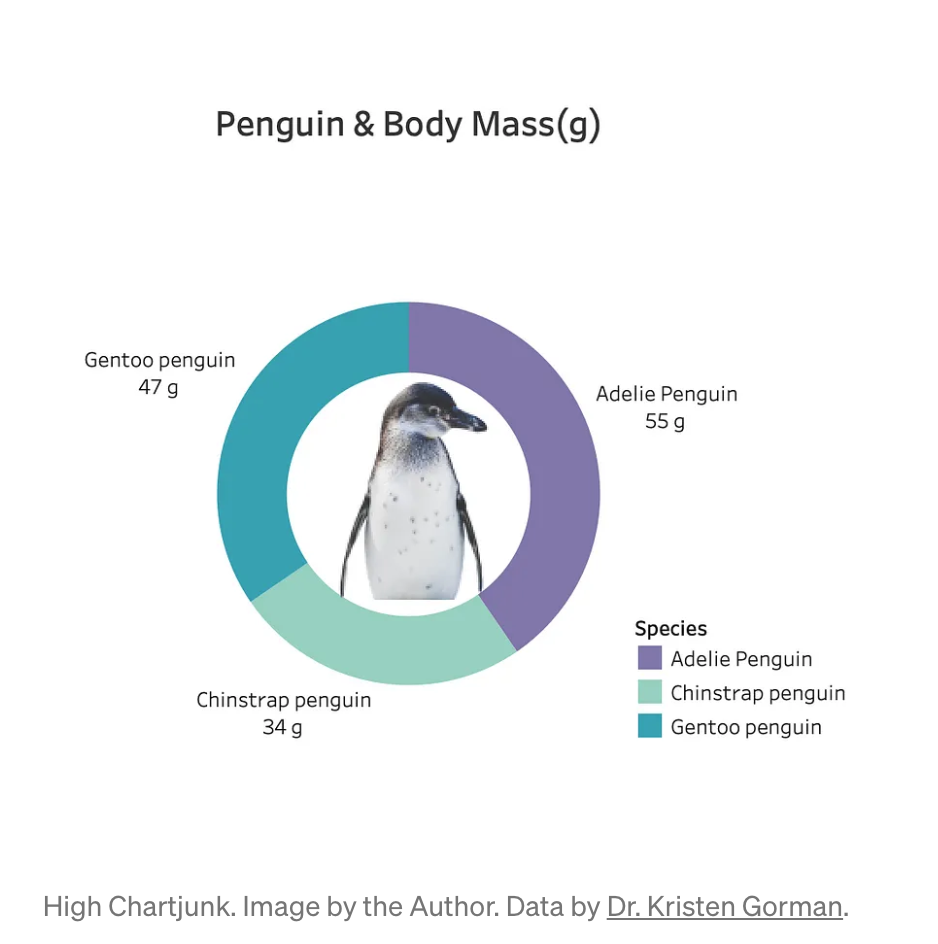 Penguin & Body Mass(g)
Gentoo penguin
47 g
Adelie Penguin
55 g
Chinstrap penguin
34 g
Species
Adelie Penguin
Chinstrap penguin
Gentoo penguin
High Chartjunk. Image by the Author. Data by Dr. Kristen Gorman.